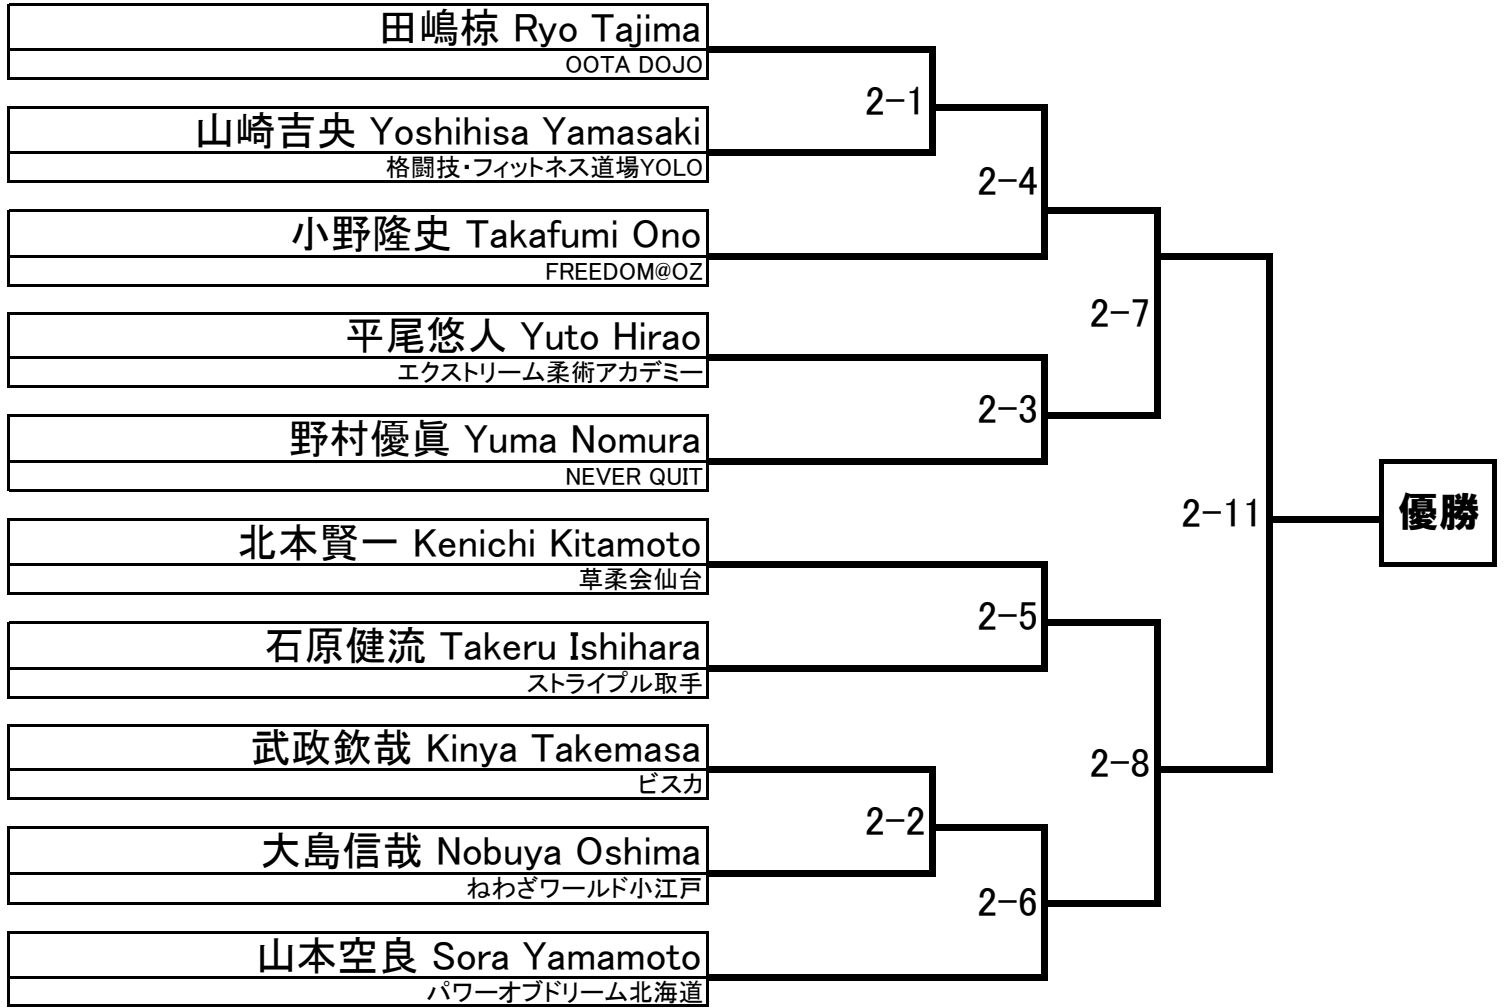 田嶋椋 Ryo Tajima
OOTA DOJO
2-1
山崎吉央 Yoshihisa Yamasaki
格闘技・フィットネス道場YOLO
2-4
小野隆史 Takafumi Ono
FREEDOM@OZ
2-7
平尾悠人 Yuto Hirao
エクストリーム柔術アカデミー
2-3
野村優眞 Yuma Nomura
NEVER QUIT
2-11
優勝
北本賢一 Kenichi Kitamoto
草柔会仙台
2-5
石原健流 Takeru Ishihara
ストライプル取手
武政欽哉 Kinya Takemasa
ビスカ
2-8
2-2
大島信哉 Nobuya Oshima
ねわざワールド小江戸
2-6
山本空良 Sora Yamamoto
パワーオブドリーム北海道